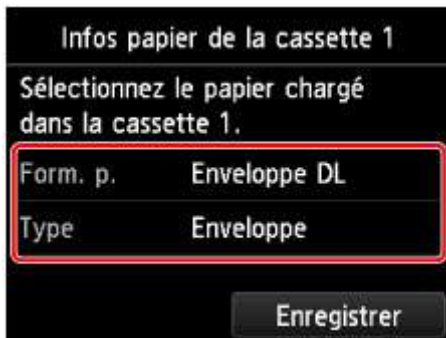 Infos papier de la cassette 1
Sélectionnez le papier chargé
dans la cassette 1.
Form. p. Enveloppe DL
Type Enveloppe
Enregistrer